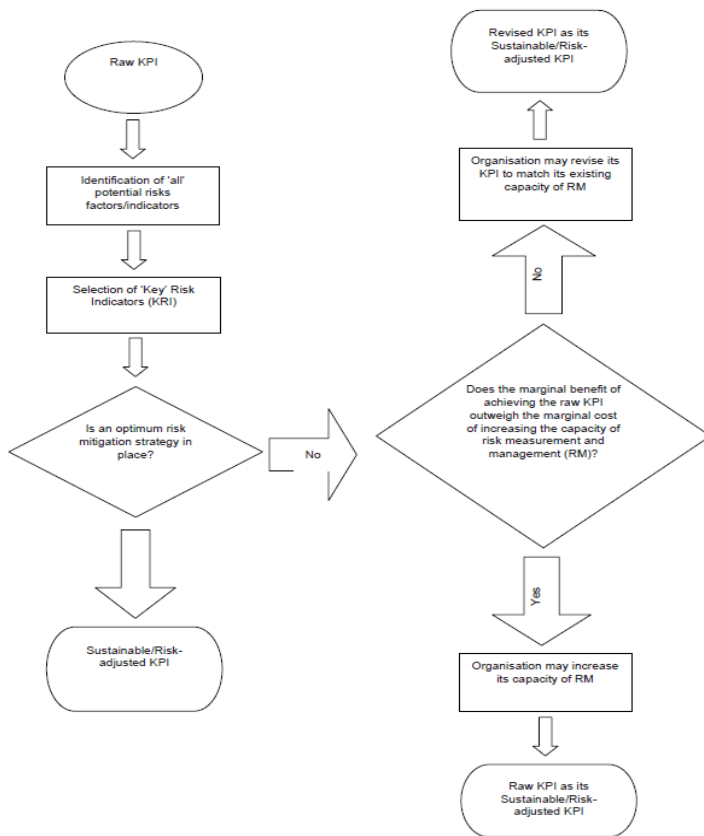 Raw KPI
Identification of 'all'
potential risks
factors/indicators
Selection of 'Key' Risk
Indicators (KRI)
Is an optimum risk
mitigation strategy in
place?
No
Sustainable/Risk-
adjusted KPI
Revised KPI as its
Sustainable/Risk-
adjusted KPI
Organisation may revise its
KPI to match its existing
capacity of RM
No
Does the marginal benefit of
achieving the raw KPI
outweigh the marginal cost
of increasing the capacity of
risk measurement and
management (RM)?
Yes
Organisation may increase
its capacity of RM
Raw KPI as its
Sustainable/Risk-
adjusted KPI